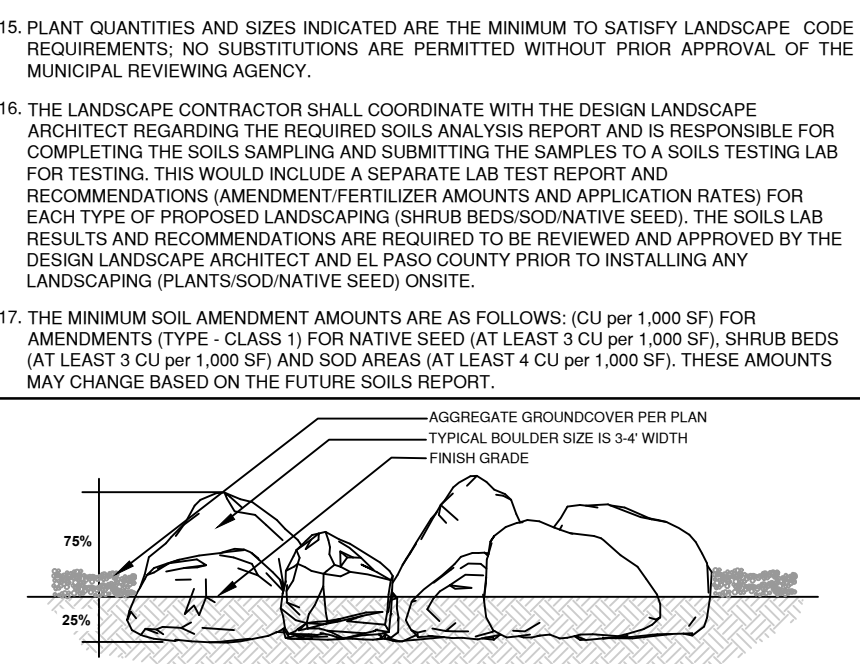 15. PLANT QUANTITIES AND SIZES INDICATED ARE THE MINIMUM TO SATISFY LANDSCAPE CODE
REQUIREMENTS; NO SUBSTITUTIONS ARE PERMITTED WITHOUT PRIOR APPROVAL OF THE
MUNICIPAL REVIEWING AGENCY.
16. THE LANDSCAPE CONTRACTOR SHALL COORDINATE WITH THE DESIGN LANDSCAPE
ARCHITECT REGARDING THE REQUIRED SOILS ANALYSIS REPORT AND IS RESPONSIBLE FOR
COMPLETING THE SOILS SAMPLING AND SUBMITTING THE SAMPLES TO A SOILS TESTING LAB
FOR TESTING. THIS WOULD INCLUDE A SEPARATE LAB TEST REPORT AND
RECOMMENDATIONS (AMENDMENT/FERTILIZER AMOUNTS AND APPLICATION RATES) FOR
EACH TYPE OF PROPOSED LANDSCAPING (SHRUB BEDS/SOD/NATIVE SEED). THE SOILS LAB
RESULTS AND RECOMMENDATIONS ARE REQUIRED TO BE REVIEWED AND APPROVED BY THE
DESIGN LANDSCAPE ARCHITECT AND EL PASO COUNTY PRIOR TO INSTALLING ANY
LANDSCAPING (PLANTS/SOD/NATIVE SEED) ONSITE.
17. THE MINIMUM SOIL AMENDMENT AMOUNTS ARE AS FOLLOWS: (CU per 1,000 SF) FOR
AMENDMENTS (TYPE - CLASS 1) FOR NATIVE SEED (AT LEAST 3 CU per 1,000 SF), SHRUB BEDS
(AT LEAST 3 CU per 1,000 SF) AND SOD AREAS (AT LEAST 4 CU per 1,000 SF). THESE AMOUNTS
MAY CHANGE BASED ON THE FUTURE SOILS REPORT.
AGGREGATE GROUNDCOVER PER PLAN
TYPICAL BOULDER SIZE IS 3-4' WIDTH
FINISH GRADE
75%
25%